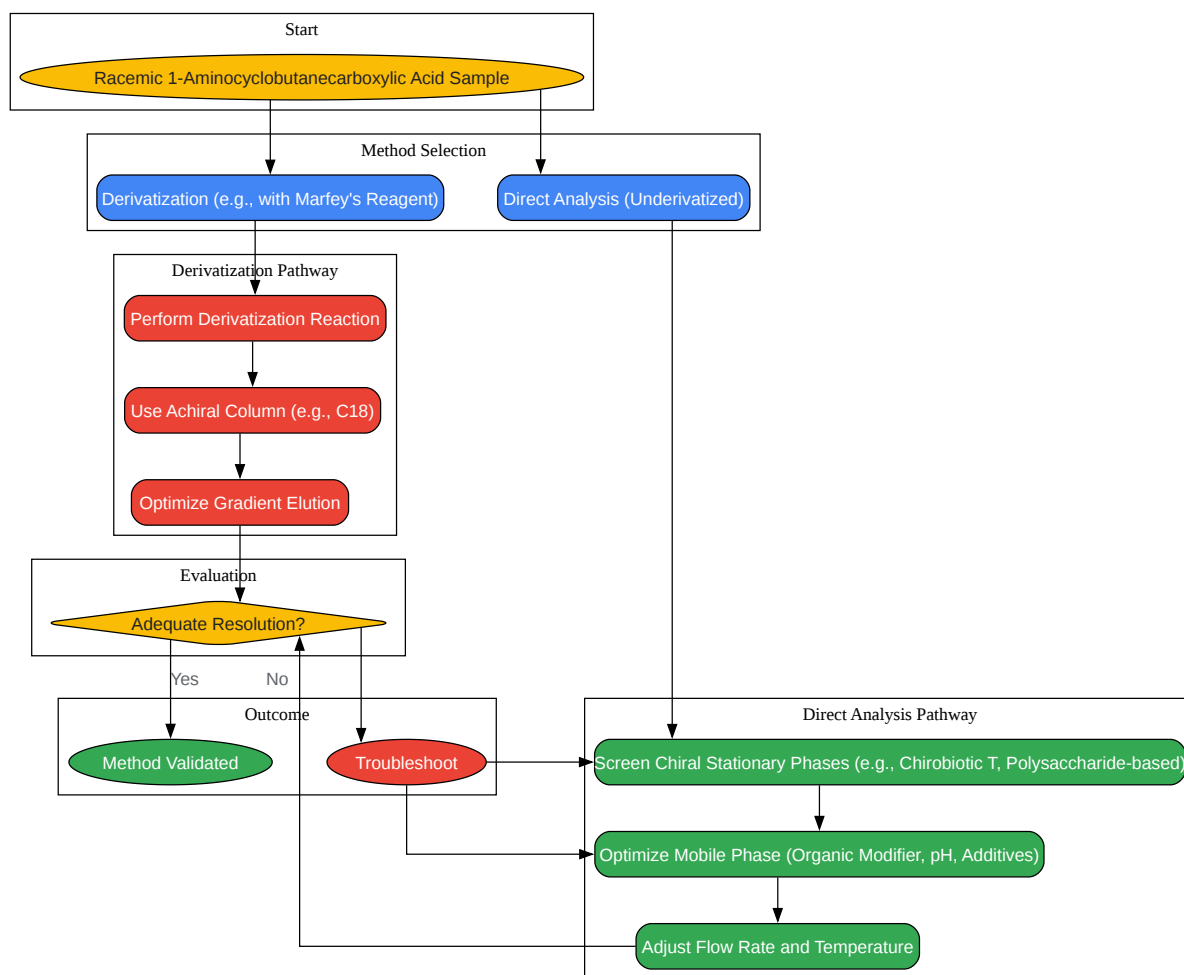 Start
Racemic 1-Aminocyclobutanecarboxylic Acid Sample
Method Selection
Derivatization (e.g., with Marfey's Reagent)
Direct Analysis (Underivatized)
Derivatization Pathway
Perform Derivatization Reaction
Use Achiral Column (e.g., C18)
Optimize Gradient Elution
Evaluation
Adequate Resolution?
Yes
No
Outcome
Method Validated
Troubleshoot
Direct Analysis Pathway
Screen Chiral Stationary Phases (e.g., Chirobiotic T, Polysaccharide-based)
Optimize Mobile Phase (Organic Modifier, pH, Additives)
Adjust Flow Rate and Temperature